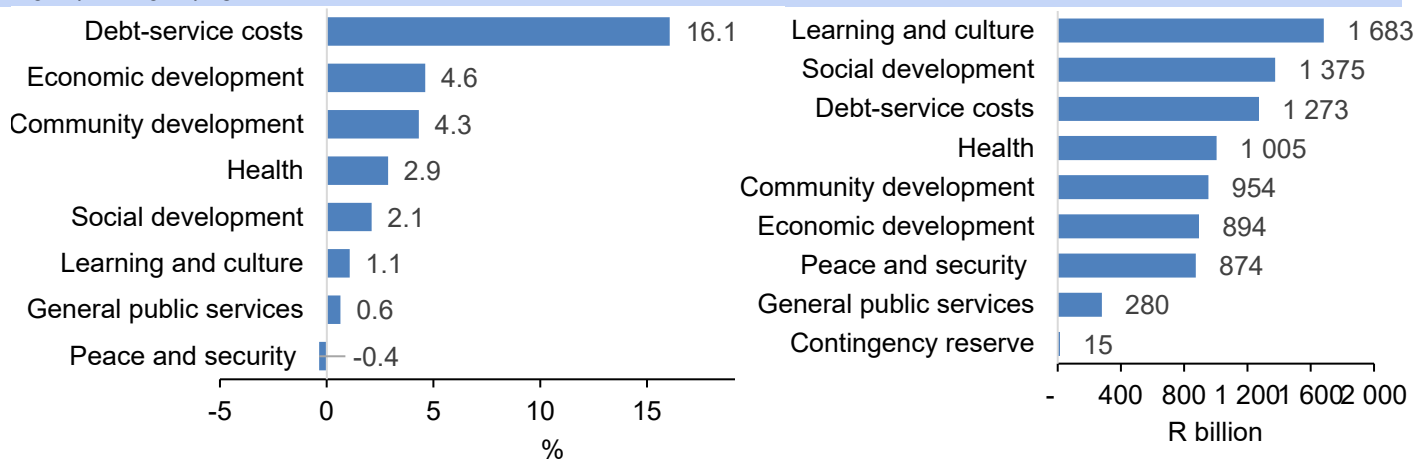 Debt-service costs 16.1
Economic development 4.6
Community development 4.3
Health 2.9
Social development 2.1
Learning and culture 1.1
General public services 0.6
Peace and security -0.4
-5 0 5 10 15
%
Learning and culture 1 683
Social development 1 375
Debt-service costs 1 273
Health 1 005
Community development 954
Economic development 894
Peace and security 874
General public services 280
Contingency reserve 15
- 400 800 1 200 1 600 2 000
R billion